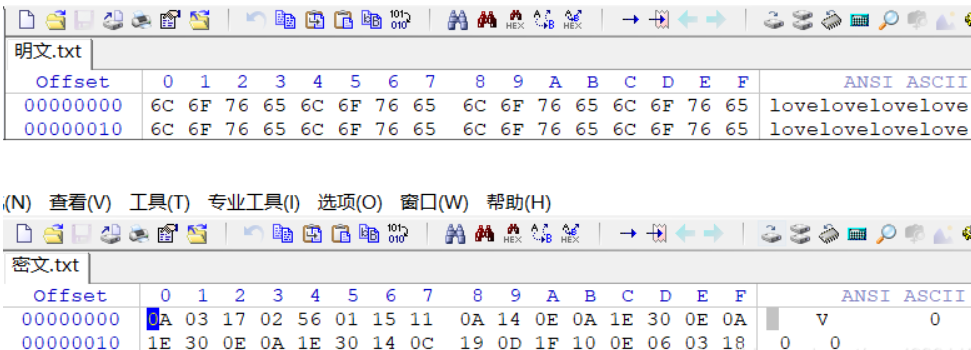 明文.txt
Offset 0 1 2 3 4 5 6 7 8 9 A B C D E F ANSI ASCII
00000000 6C 6F 76 65 6C 6F 76 65 6C 6F 76 65 6C 6F 76 65 lovelovelovelove
00000010 6C 6F 76 65 6C 6F 76 65 6C 6F 76 65 6C 6F 76 65 lovelovelovelove
(N) 查看(V) 工具(T) 专业工具(I) 选项(O) 窗口(W) 帮助(H)
密文.txt
Offset 0 1 2 3 4 5 6 7 8 9 A B C D E F ANSI ASCII
00000000 0A 03 17 02 56 01 15 11 0A 14 0E 0A 1E 30 0E 0A V 0
00000010 1E 30 0E 0A 1E 30 14 0C 19 0D 1F 10 0E 06 03 18 0 0